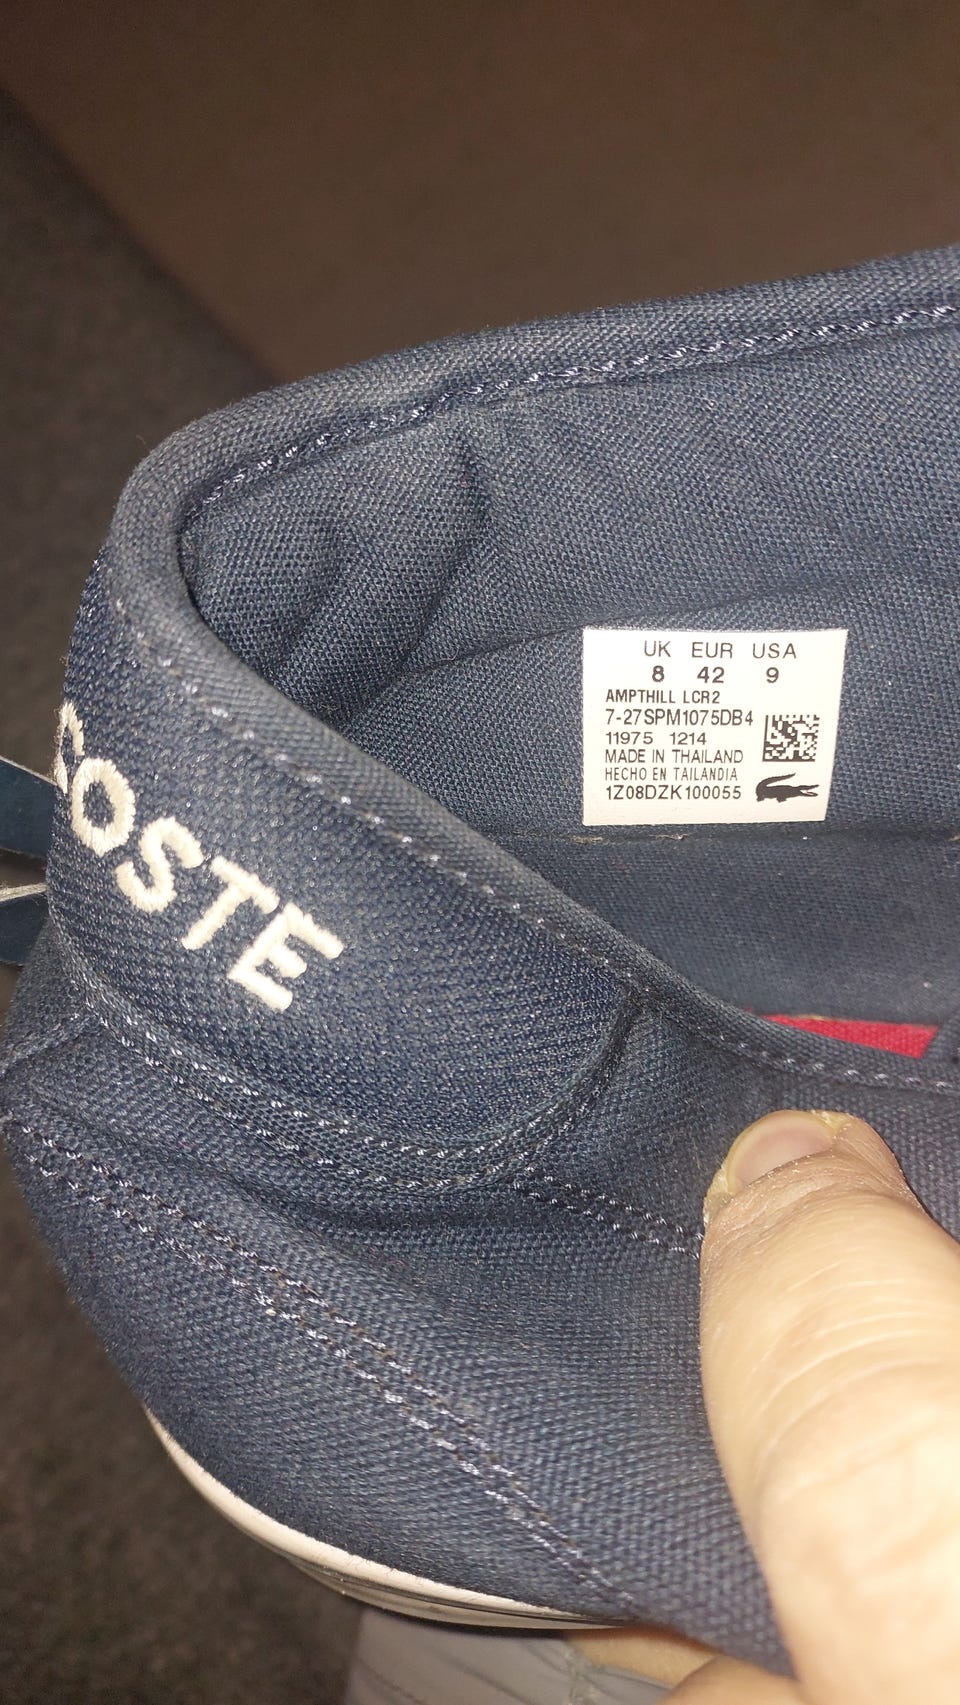 UK EUR USA
8 42 9
AMPTHILL LCR2
7-27SPM1075DB4
11975 1214
MADE IN THAILAND
HECHO EN TAILANDIA
1Z08DZK100055
COSTE